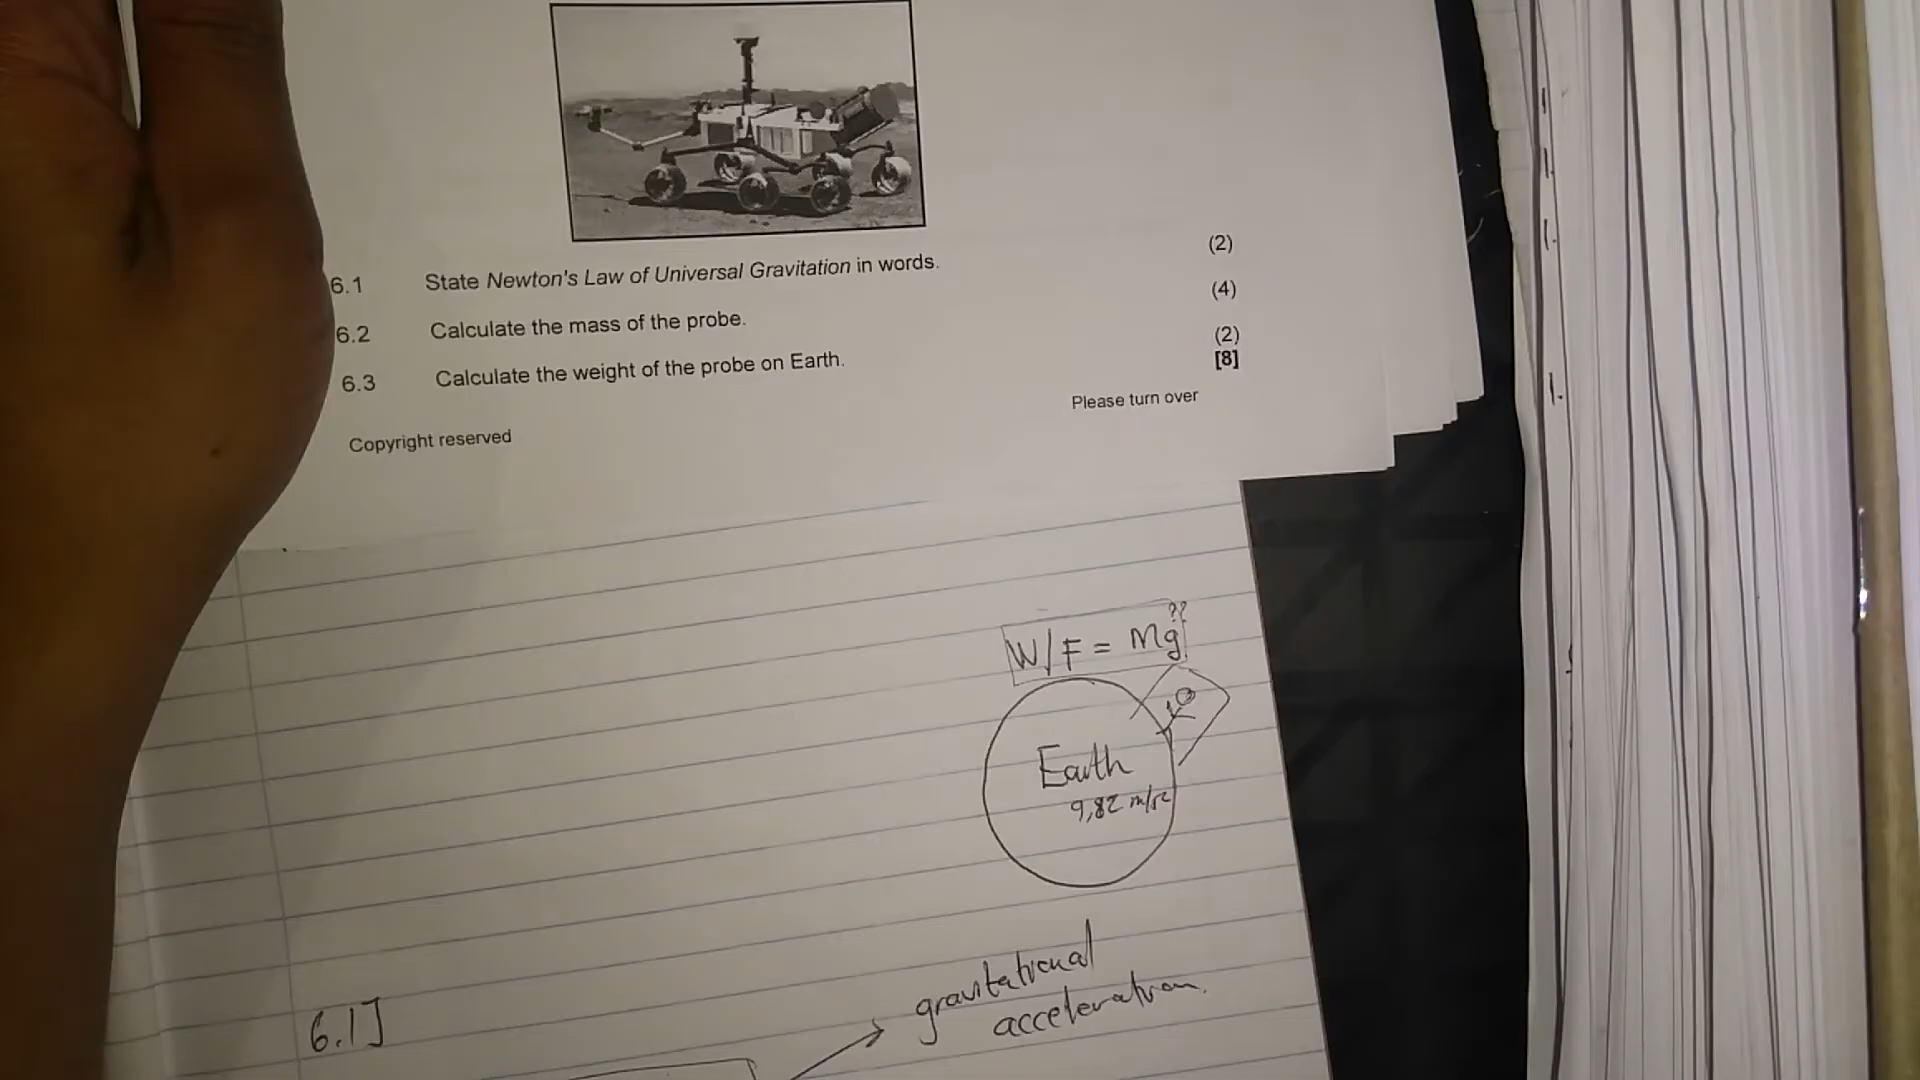 6.1 State Newton's Law of Universal Gravitation in words. (2)
6.2 Calculate the mass of the probe. (4)
6.3 Calculate the weight of the probe on Earth. (2)
[8]
Please turn over
Copyright reserved
??
W/F = Mg
Earth
9,82 m/s2
gravitational
acceleration.
6.1]